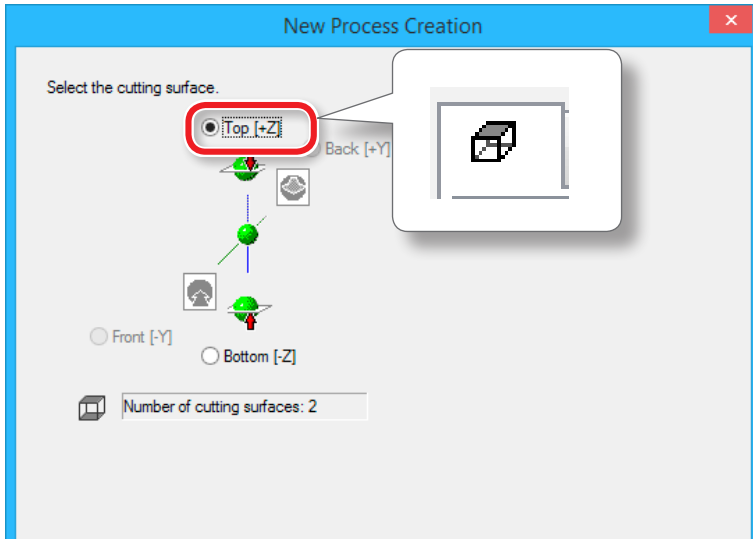 New Process Creation
Select the cutting surface.
Top [+Z]
Back [+Y]
Front [-Y]
Bottom [-Z]
Number of cutting surfaces: 2